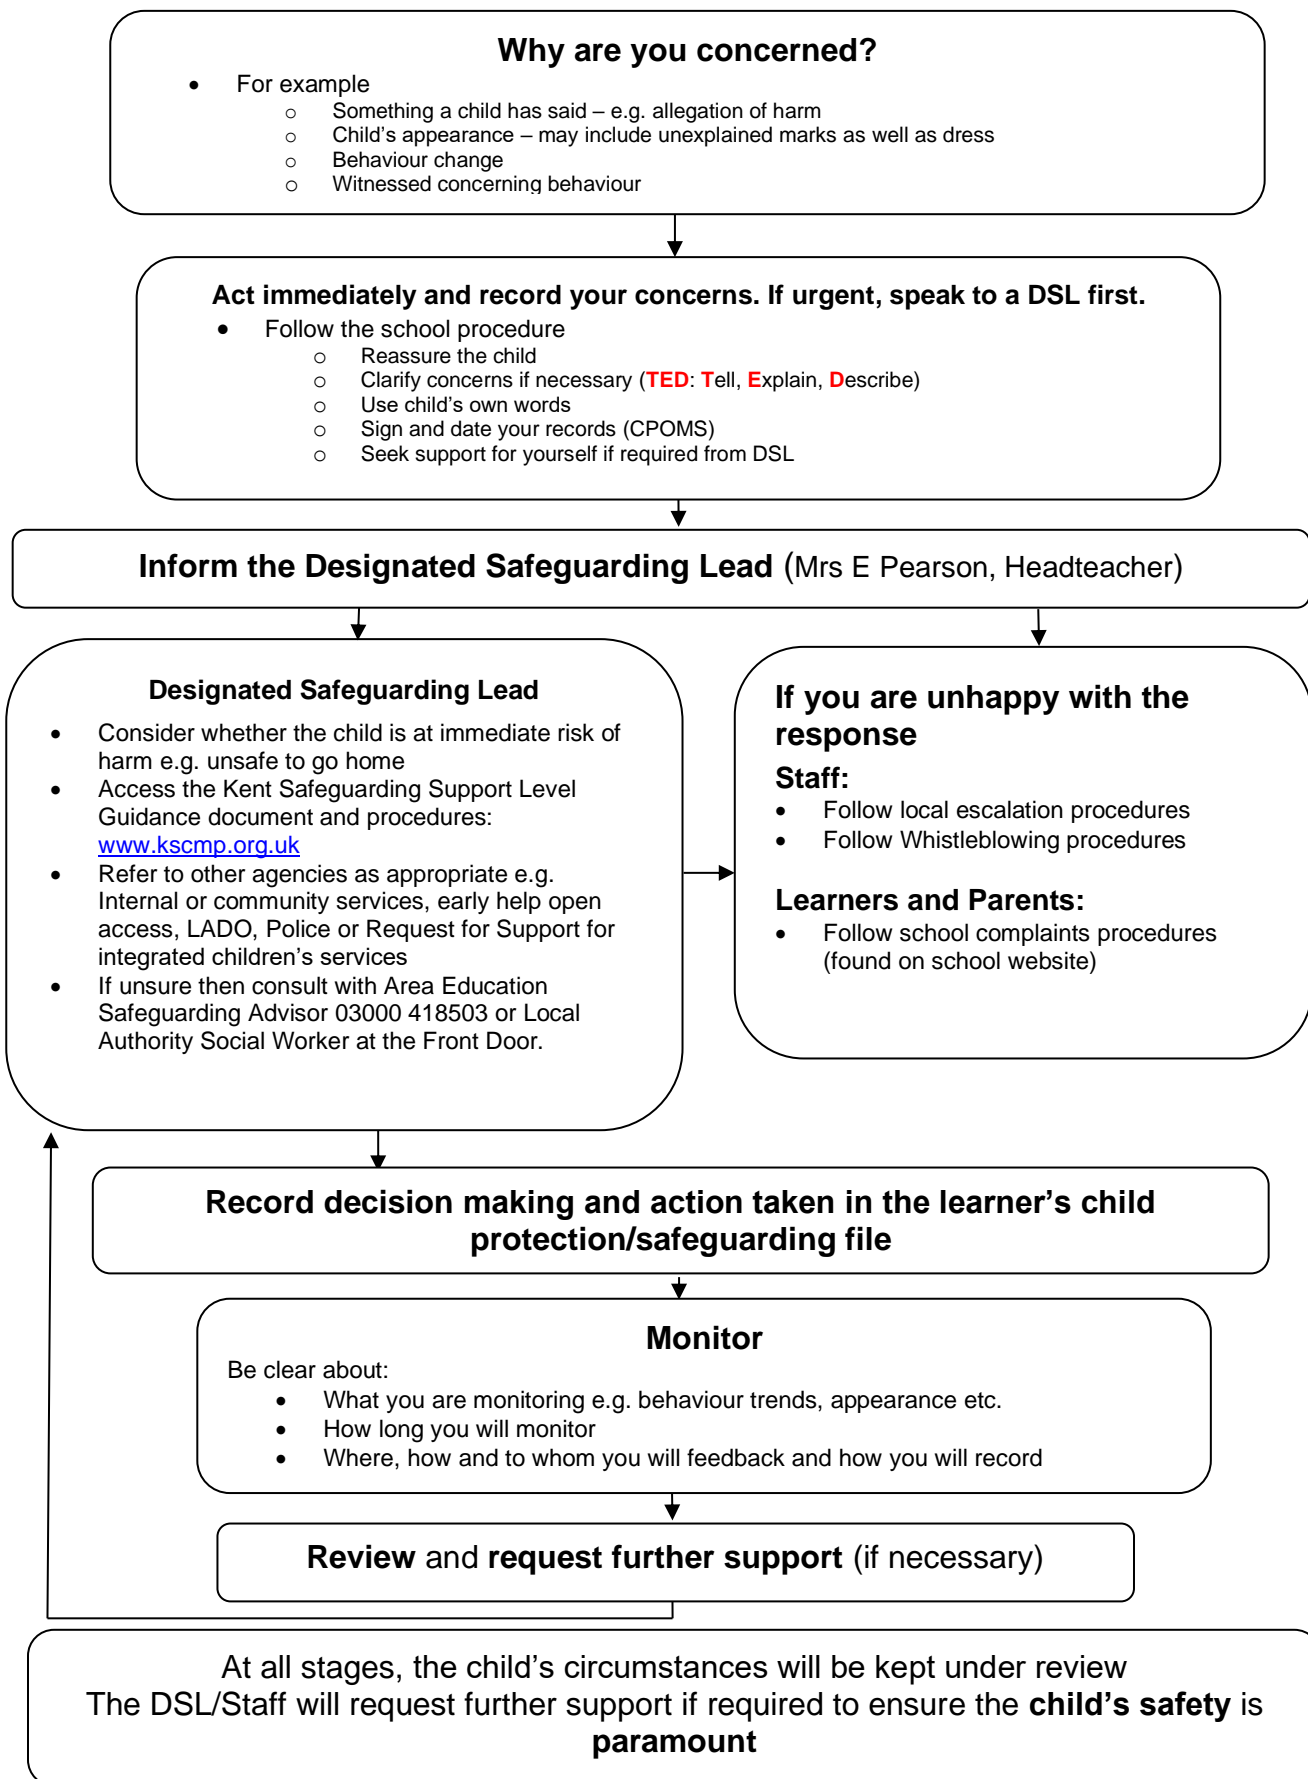 Why are you concerned?
• For example
o Something a child has said – e.g. allegation of harm
o Child’s appearance – may include unexplained marks as well as dress
o Behaviour change
o Witnessed concerning behaviour
Act immediately and record your concerns. If urgent, speak to a DSL first.
• Follow the school procedure
o Reassure the child
o Clarify concerns if necessary (TED: Tell, Explain, Describe)
o Use child’s own words
o Sign and date your records (CPOMS)
o Seek support for yourself if required from DSL
Inform the Designated Safeguarding Lead (Mrs E Pearson, Headteacher)
Designated Safeguarding Lead
• Consider whether the child is at immediate risk of
harm e.g. unsafe to go home
• Access the Kent Safeguarding Support Level
Guidance document and procedures:
www.kscmp.org.uk
• Refer to other agencies as appropriate e.g.
Internal or community services, early help open
access, LADO, Police or Request for Support for
integrated children’s services
• If unsure then consult with Area Education
Safeguarding Advisor 03000 418503 or Local
Authority Social Worker at the Front Door.
If you are unhappy with the
response
Staff:
• Follow local escalation procedures
• Follow Whistleblowing procedures
Learners and Parents:
• Follow school complaints procedures
(found on school website)
Record decision making and action taken in the learner’s child
protection/safeguarding file
Monitor
Be clear about:
• What you are monitoring e.g. behaviour trends, appearance etc.
• How long you will monitor
• Where, how and to whom you will feedback and how you will record
Review and request further support (if necessary)
At all stages, the child’s circumstances will be kept under review
The DSL/Staff will request further support if required to ensure the child’s safety is
paramount